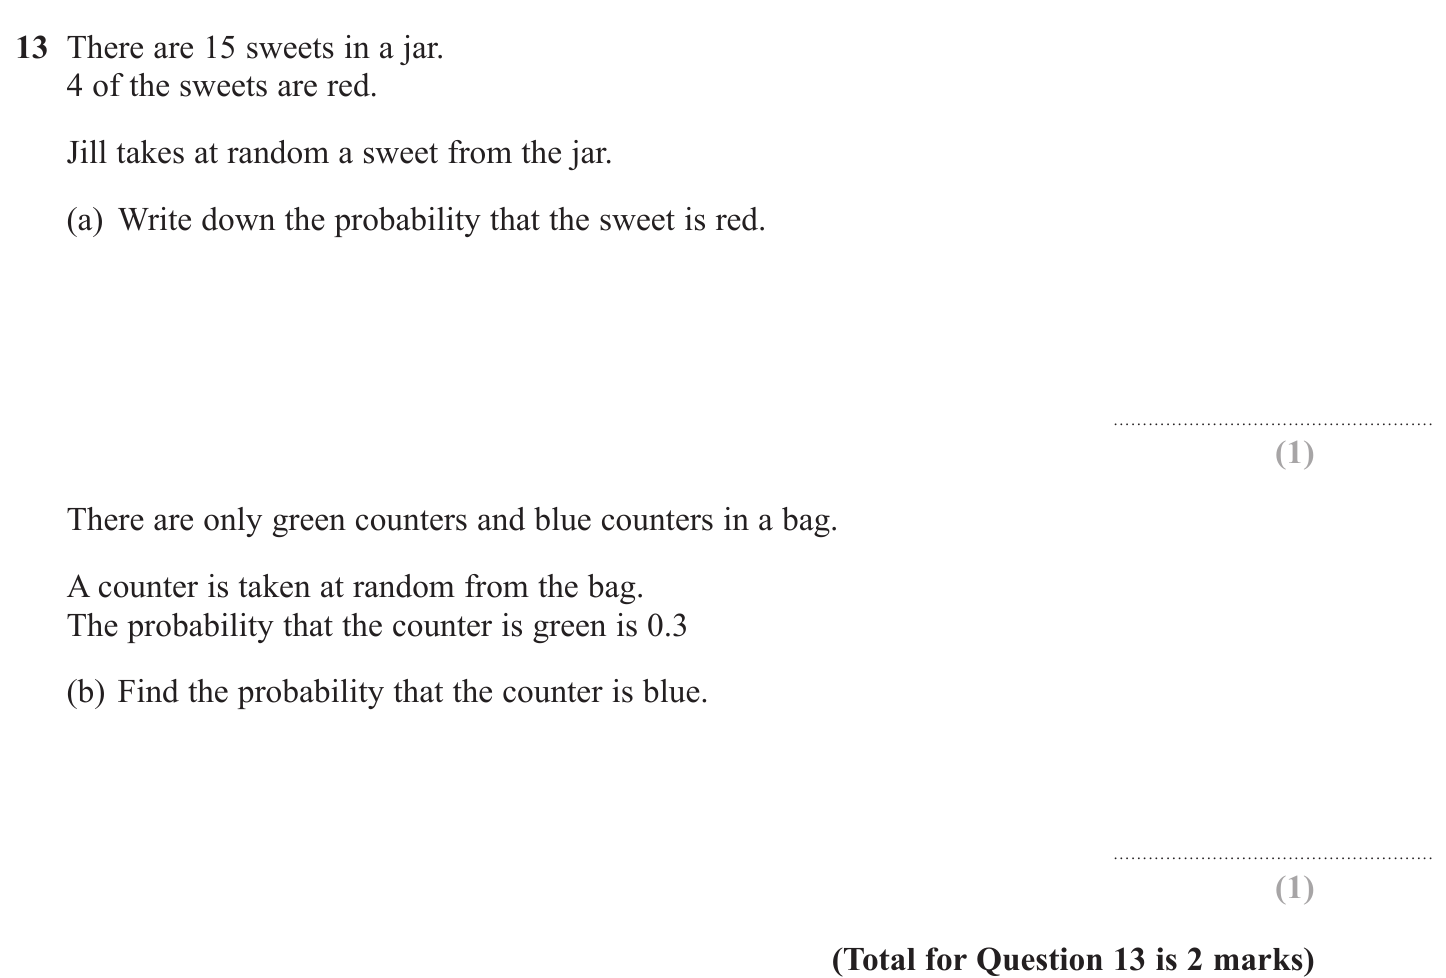 13 There are 15 sweets in a jar.
4 of the sweets are red.
Jill takes at random a sweet from the jar.
(a) Write down the probability that the sweet is red.
(1)
There are only green counters and blue counters in a bag.
A counter is taken at random from the bag.
The probability that the counter is green is 0.3
(b) Find the probability that the counter is blue.
(1)
(Total for Question 13 is 2 marks)